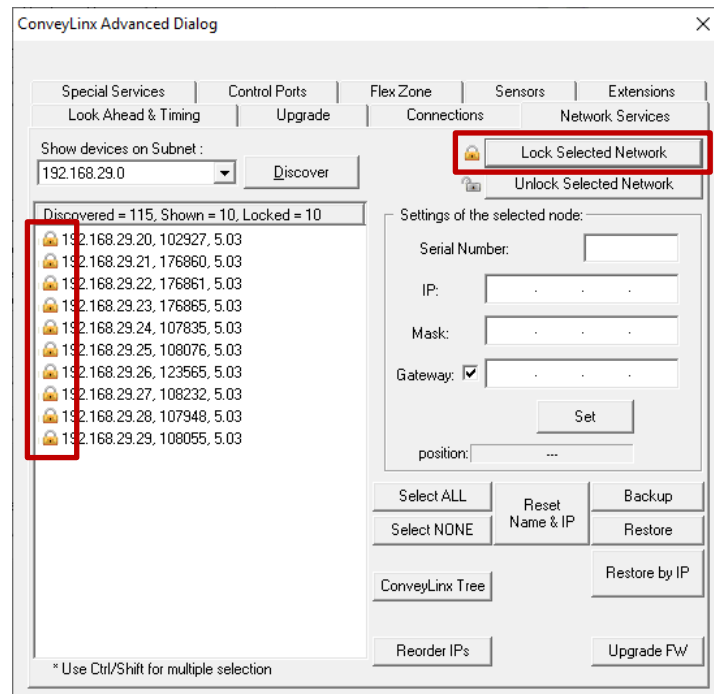 ConveyLinx Advanced Dialog
Special Services
Control Ports
Flex Zone
Sensors
Extensions
Look Ahead & Timing
Upgrade
Connections
Network Services
Show devices on Subnet :
192.168.29.0
Discover
Lock Selected Network
Unlock Selected Network
Discovered = 115, Shown = 10, Locked = 10
192.168.29.20, 102927, 5.03
192.168.29.21, 176860, 5.03
192.168.29.22, 176861, 5.03
192.168.29.23, 176865, 5.03
192.168.29.24, 107835, 5.03
192.168.29.25, 108076, 5.03
192.168.29.26, 123565, 5.03
192.168.29.27, 108232, 5.03
192.168.29.28, 107948, 5.03
192.168.29.29, 108055, 5.03
* Use Ctrl/Shift for multiple selection
Settings of the selected node:
Serial Number:
IP:
Mask:
Gateway:
Set
position:
---
Select ALL
Reset
Name & IP
Backup
Select NONE
Restore
ConveyLinx Tree
Restore by IP
Reorder IPs
Upgrade FW